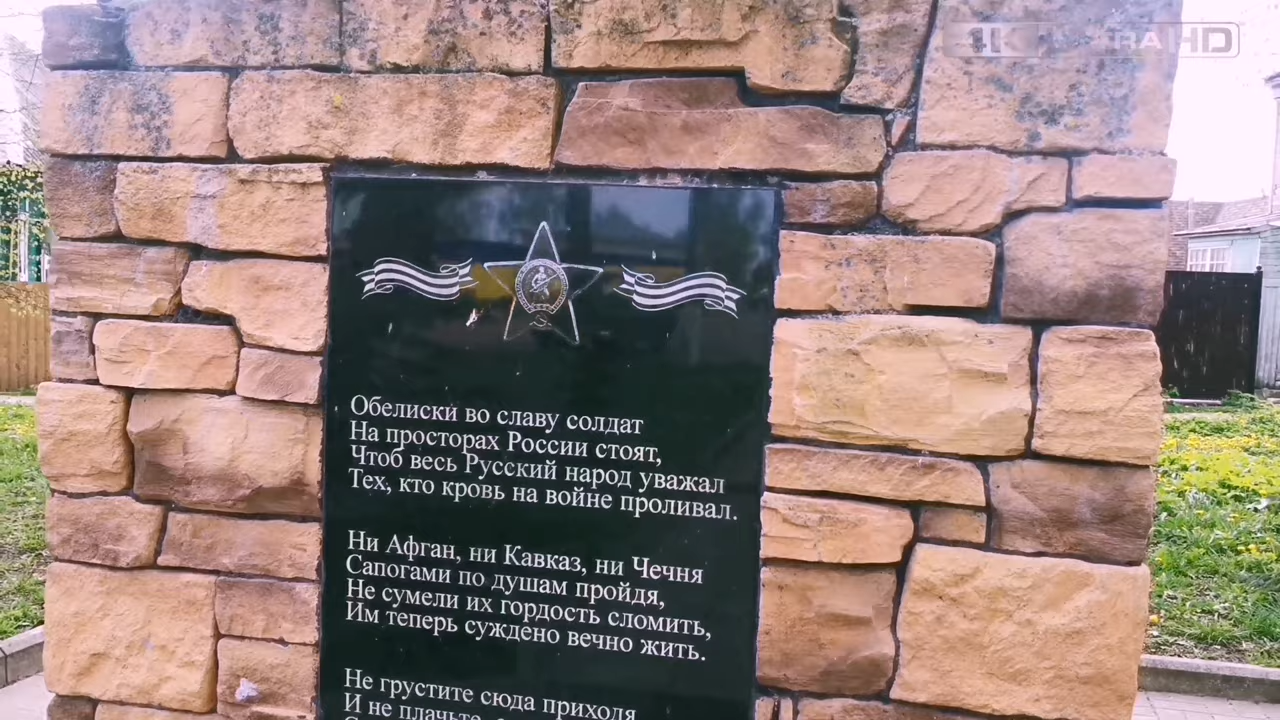 HD
Обелиски во славу солдат
На просторах России стоят,
Чтоб весь Русский народ уважал
Тех, кто кровь на войне проливал.
Ни Афган, ни Кавказ, ни Чечня
Сапогами по душам пройдя,
Не сумели их гордость сломить,
Им теперь суждено вечно жить.
Не грустите сюда приходя
И не плачьте